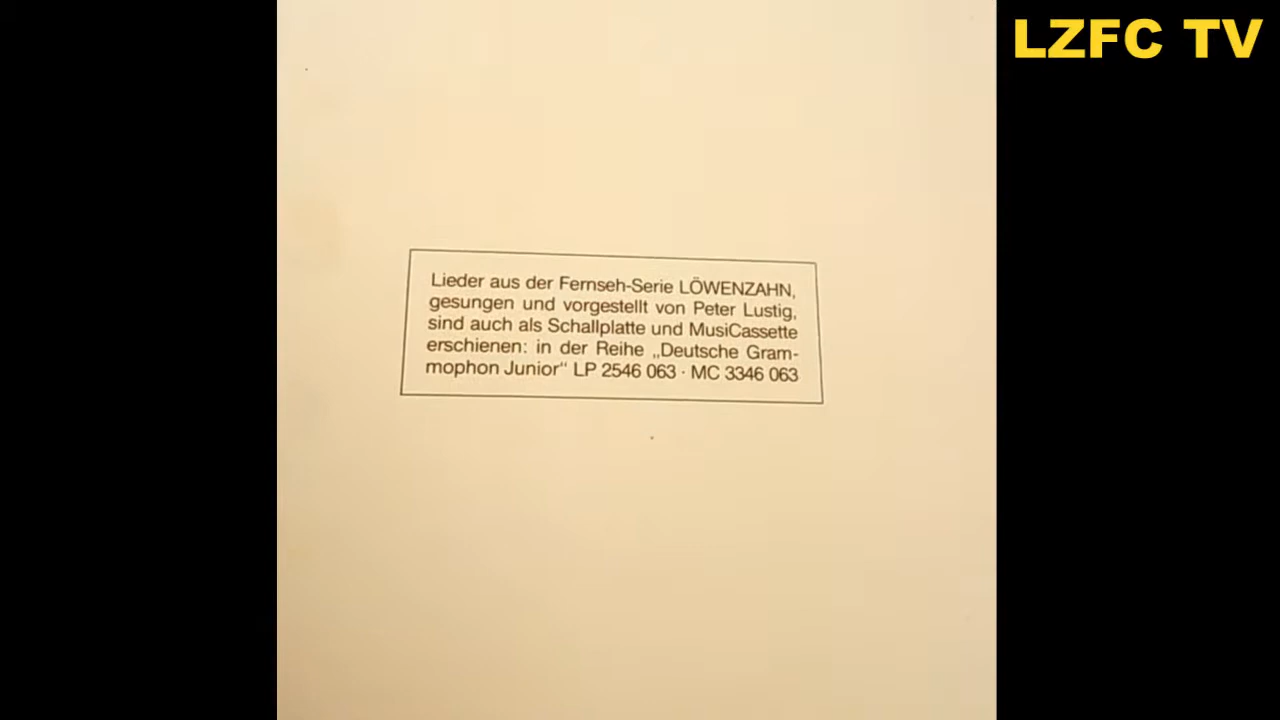 LZFC TV
Lieder aus der Fernseh-Serie LÖWENZAHN,
gesungen und vorgestellt von Peter Lustig,
sind auch als Schallplatte und MusiCassette
erschienen: in der Reihe „Deutsche Gram-
mophon Junior“ LP 2546 063 · MC 3346 063